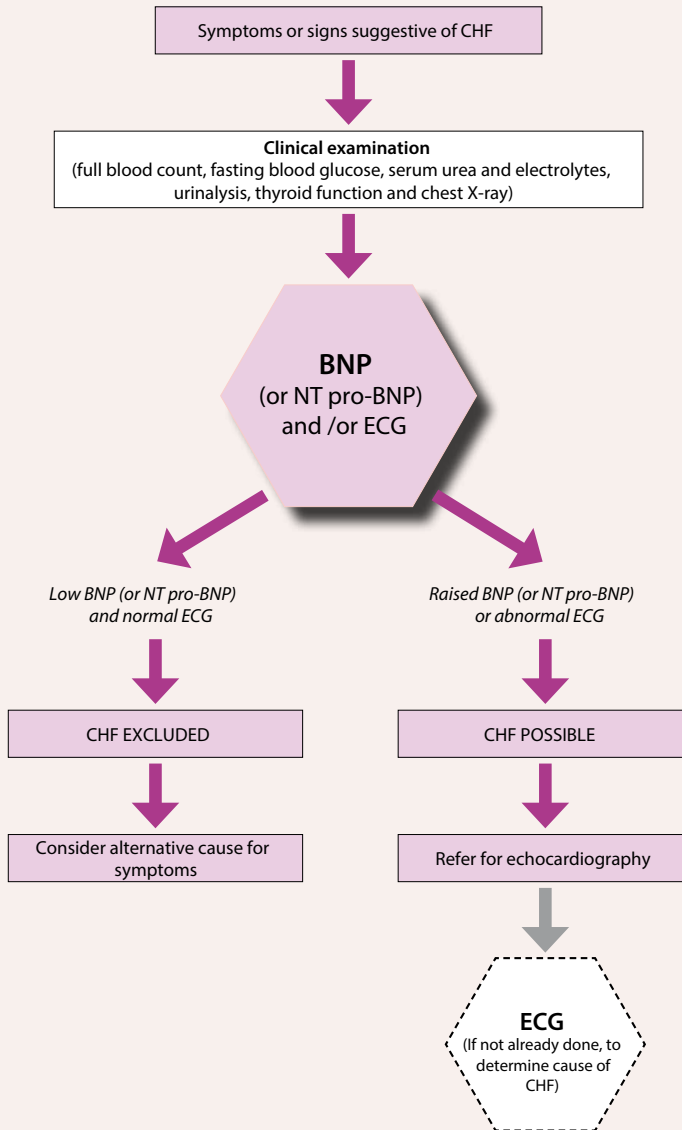 Symptoms or signs suggestive of CHF
Clinical examination
(full blood count, fasting blood glucose, serum urea and electrolytes,
urinalysis, thyroid function and chest X-ray)
BNP
(or NT pro-BNP)
and /or ECG
Low BNP (or NT pro-BNP)
and normal ECG
Raised BNP (or NT pro-BNP)
or abnormal ECG
CHF EXCLUDED
CHF POSSIBLE
Consider alternative cause for
symptoms
Refer for echocardiography
ECG
(If not already done, to
determine cause of
CHF)